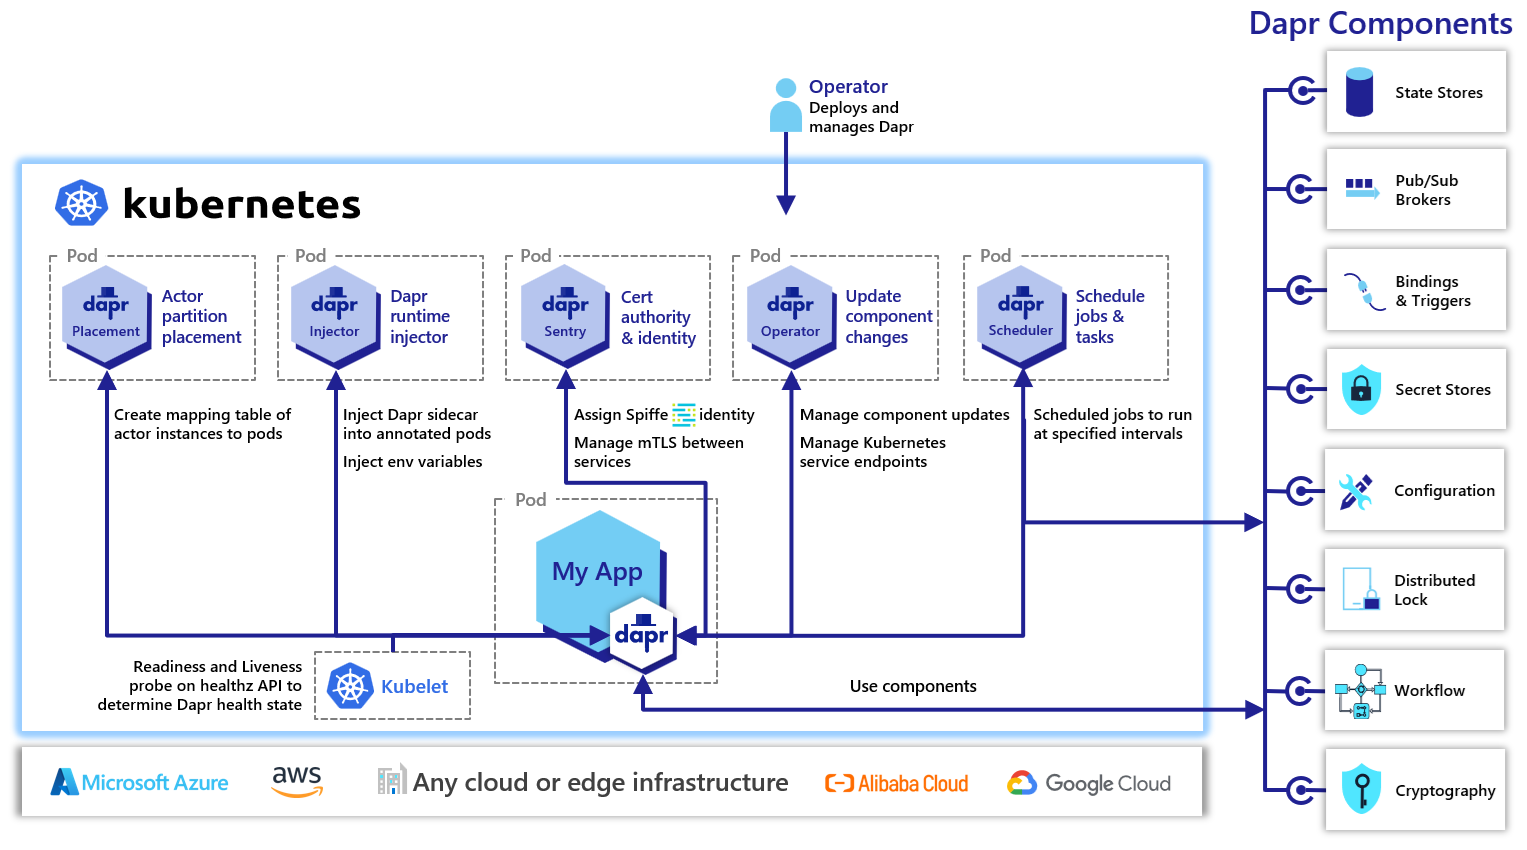 Dapr Components
Operator
Deploys and
manages Dapr
kubernetes
Pod
dapr
Placement
Actor
partition
placement
Pod
dapr
Injector
Dapr
runtime
injector
Pod
dapr
Sentry
Cert
authority
& identity
Pod
dapr
Operator
Update
component
changes
Pod
dapr
Scheduler
Schedule
jobs &
tasks
Create mapping table of
actor instances to pods
Inject Dapr sidecar
into annotated pods
Inject env variables
Assign Spiffe identity
Manage mTLS between
services
Manage component updates
Manage Kubernetes
service endpoints
Scheduled jobs to run
at specified intervals
Pod
My App
dapr
Readiness and Liveness
probe on healthz API to
determine Dapr health state
Kubelet
Use components
Microsoft Azure
aws
Any cloud or edge infrastructure
Alibaba Cloud
Google Cloud
State Stores
Pub/Sub
Brokers
Bindings
& Triggers
Secret Stores
Configuration
Distributed
Lock
Workflow
Cryptography